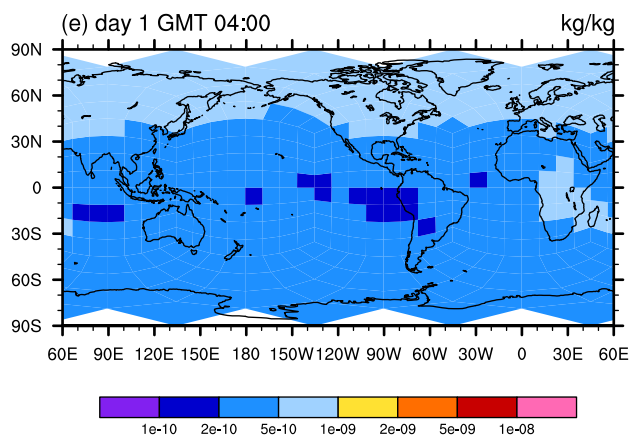 (e) day 1 GMT 04:00 kg/kg
90N
60N
30N
0
30S
60S
90S
60E 90E 120E 150E 180 150W 120W 90W 60W 30W 0 30E 60E
1e-10 2e-10 5e-10 1e-09 2e-09 5e-09 1e-08